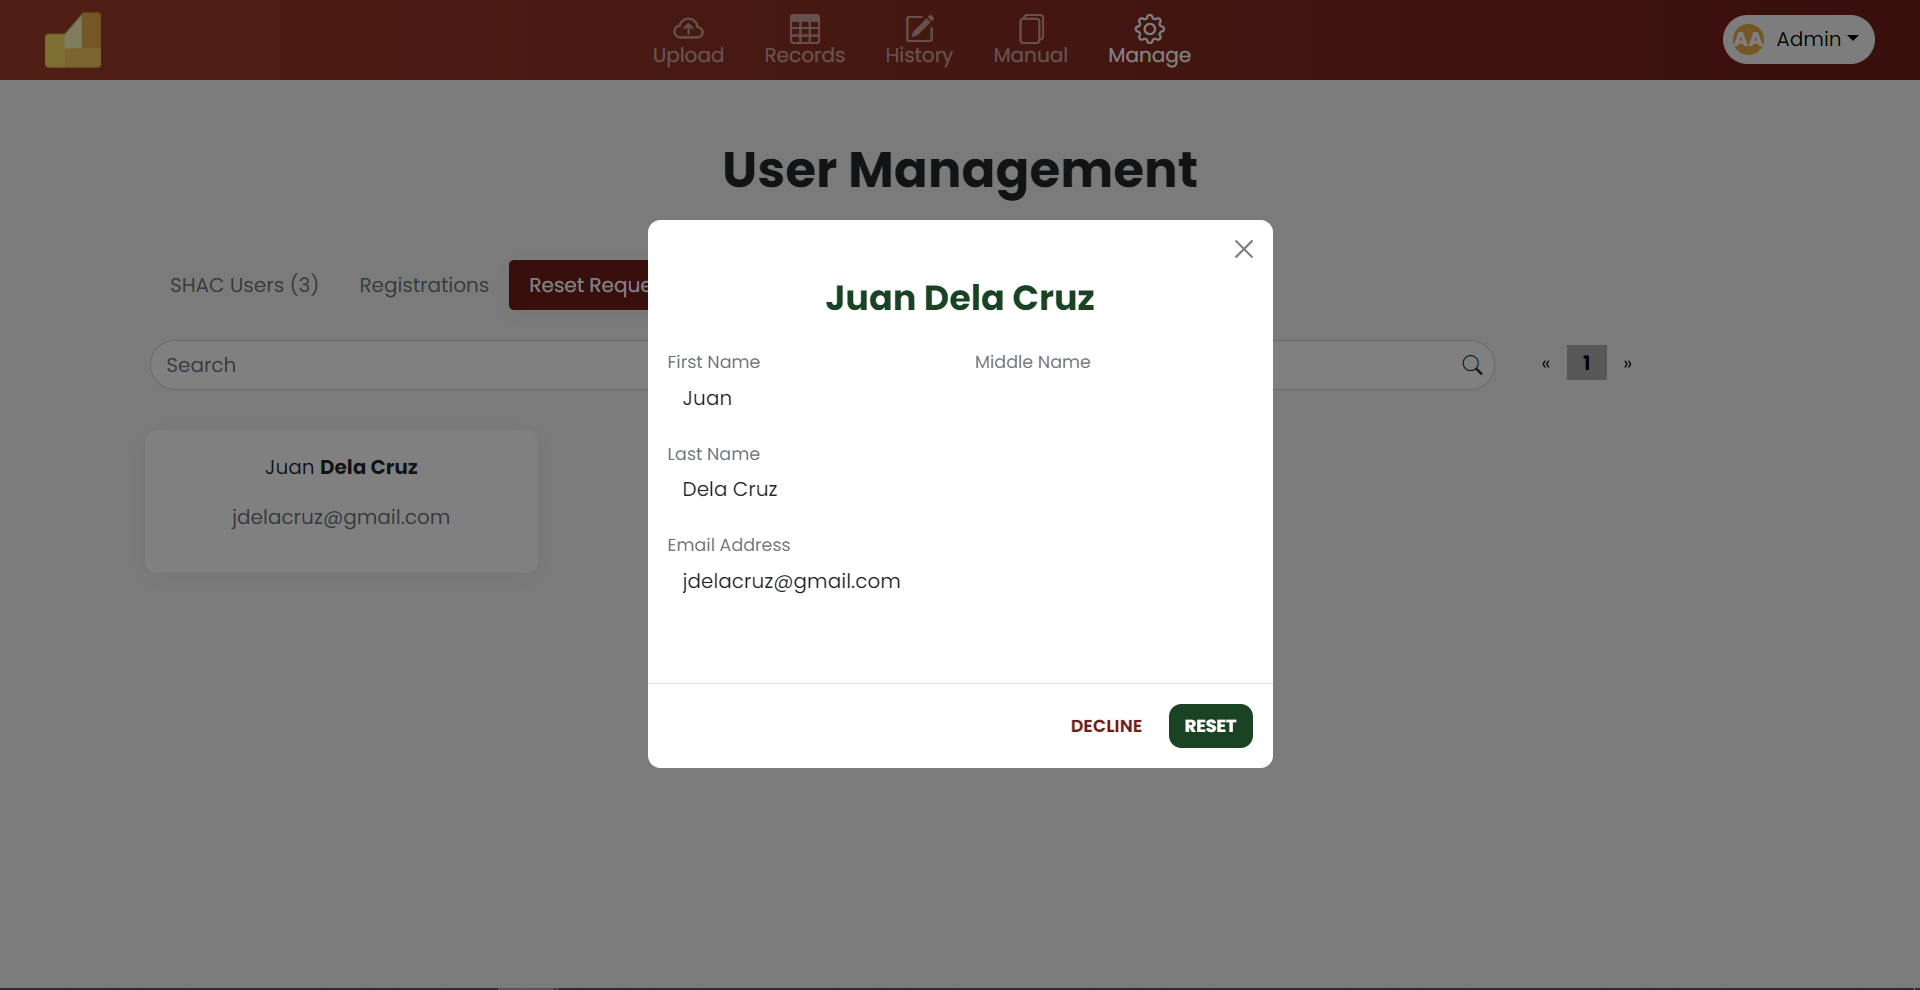 Upload
Records
History
Manual
Manage
AA Admin
User Management
SHAC Users (3)
Registrations
Reset Reque
Search
« 1 »
Juan Dela Cruz
jdelacruz@gmail.com
Juan Dela Cruz
First Name
Middle Name
Juan
Last Name
Dela Cruz
Email Address
jdelacruz@gmail.com
DECLINE
RESET